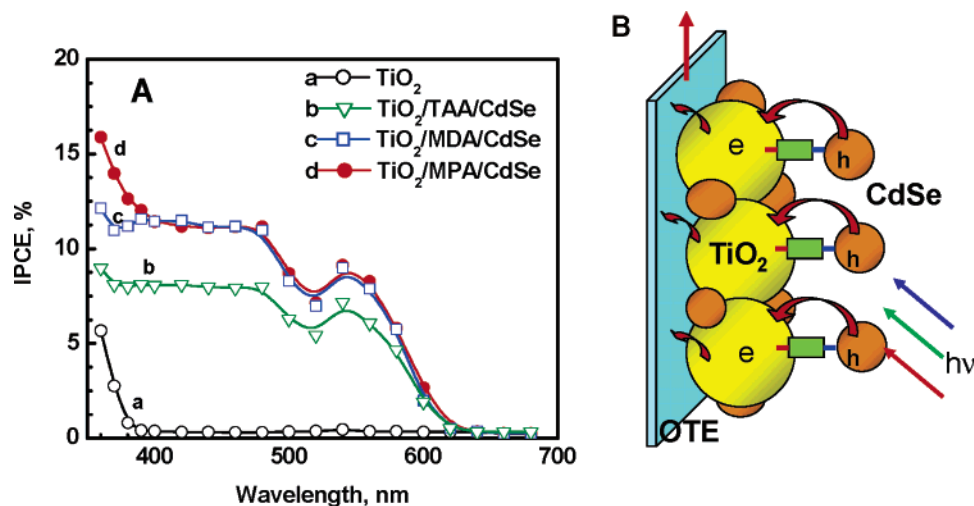 A
20
15
10
5
0
IPCE, %
400
500
600
700
Wavelength, nm
a TiO₂
b TiO₂/TAA/CdSe
c TiO₂/MDA/CdSe
d TiO₂/MPA/CdSe
d
c
b
a
B
e
h
CdSe
TiO₂
h
e
h
hν
OTE